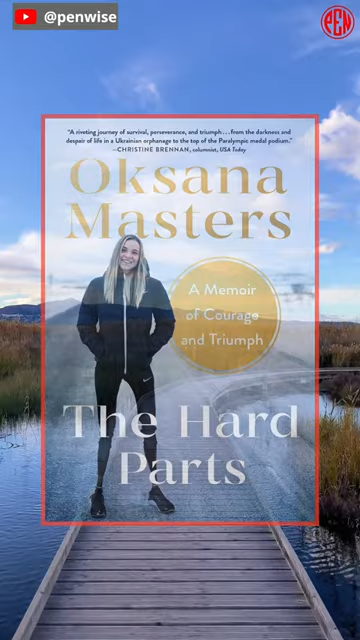 @penwise
PEN
"A riveting journey of survival, perseverance, and triumph . . . from the darkness and
despair of life in a Ukrainian orphanage to the top of the Paralympic medal podium."
—CHRISTINE BRENNAN, columnist, USA Today
Oksana
Masters
A Memoir
of Courage
and Triumph
The Hard
Parts